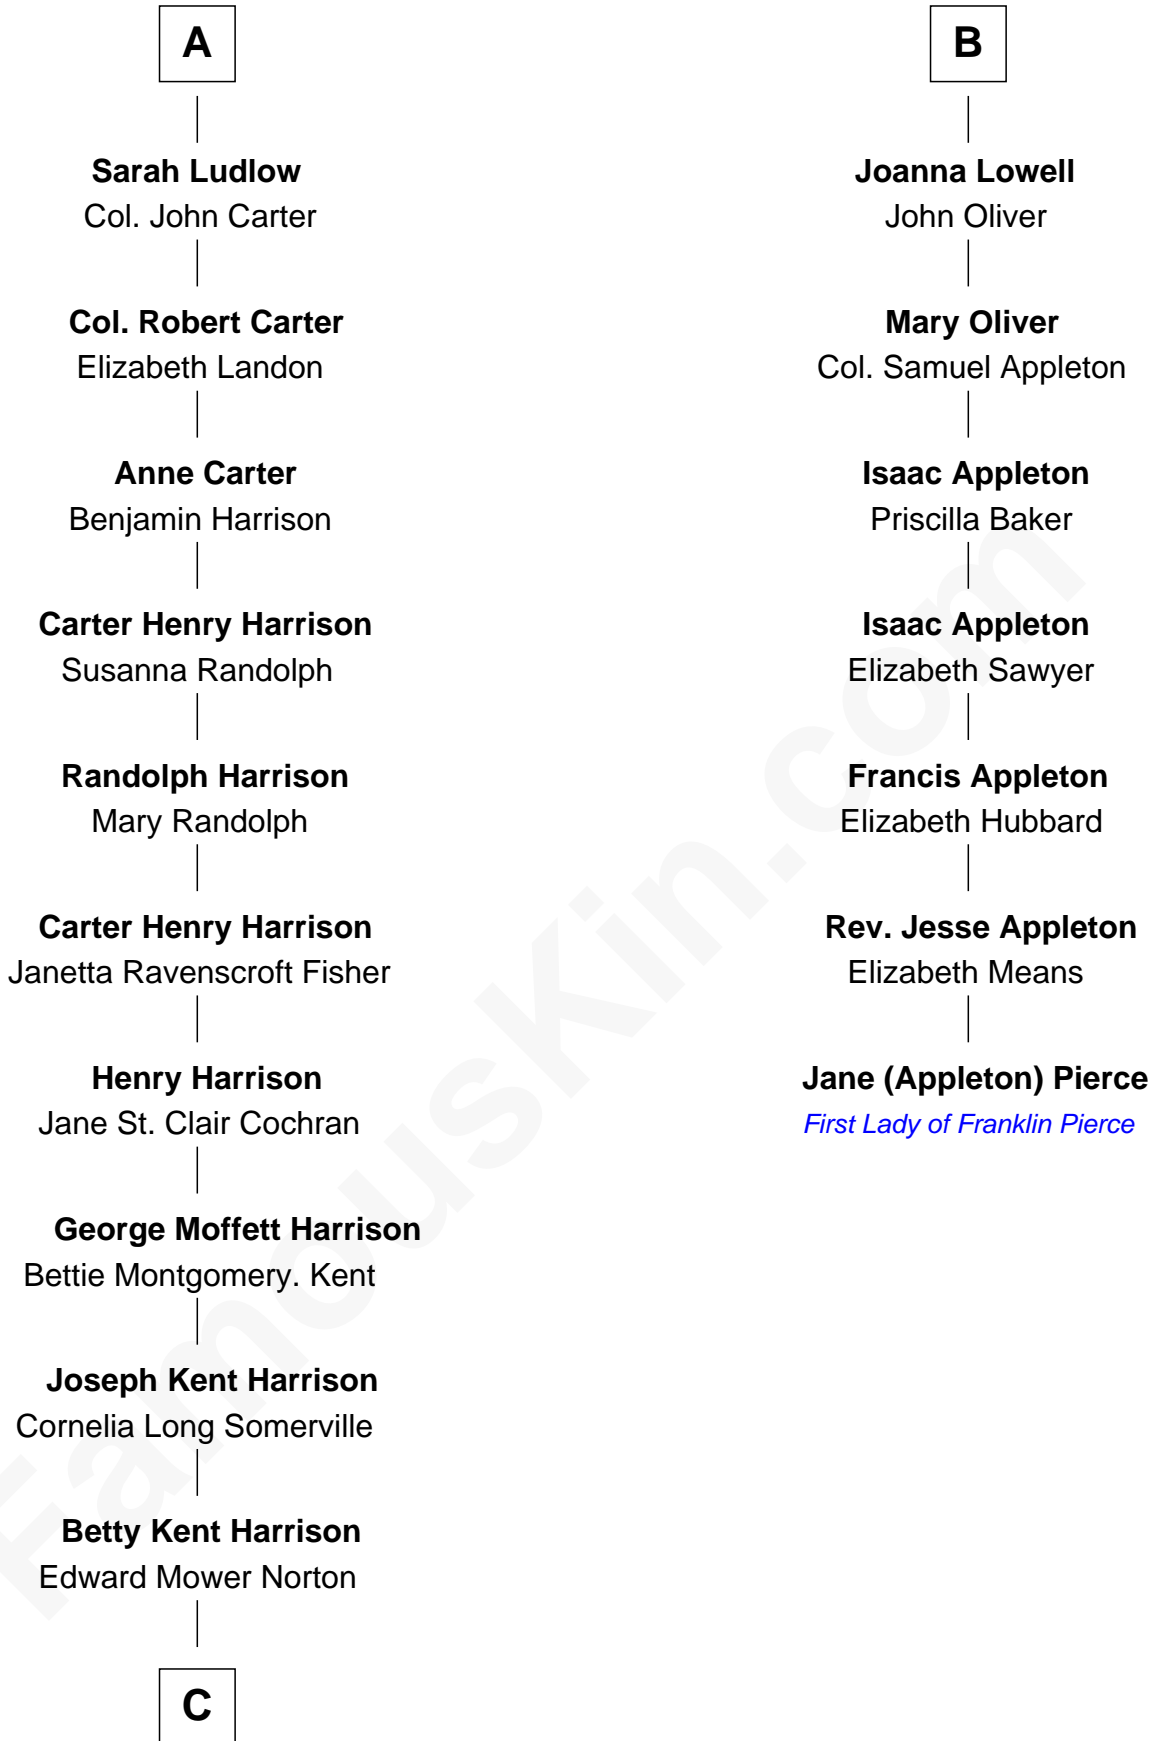 A
Sarah Ludlow
Col. John Carter
Col. Robert Carter
Elizabeth Landon
Anne Carter
Benjamin Harrison
Carter Henry Harrison
Susanna Randolph
Randolph Harrison
Mary Randolph
Carter Henry Harrison
Janetta Ravenscroft Fisher
Henry Harrison
Jane St. Clair Cochran
George Moffett Harrison
Bettie Montgomery. Kent
Joseph Kent Harrison
Cornelia Long Somerville
Betty Kent Harrison
Edward Mower Norton
C
B
Joanna Lowell
John Oliver
Mary Oliver
Col. Samuel Appleton
Isaac Appleton
Priscilla Baker
Isaac Appleton
Elizabeth Sawyer
Francis Appleton
Elizabeth Hubbard
Rev. Jesse Appleton
Elizabeth Means
Jane (Appleton) Pierce
First Lady of Franklin Pierce
FamousKin.com